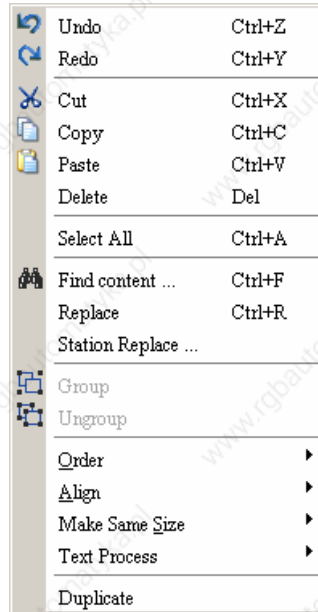 Undo Ctrl+Z
Redo Ctrl+Y
Cut Ctrl+X
Copy Ctrl+C
Paste Ctrl+V
Delete Del
Select All Ctrl+A
Find content ... Ctrl+F
Replace Ctrl+R
Station Replace ...
Group
Ungroup
Order
Align
Make Same Size
Text Process
Duplicate